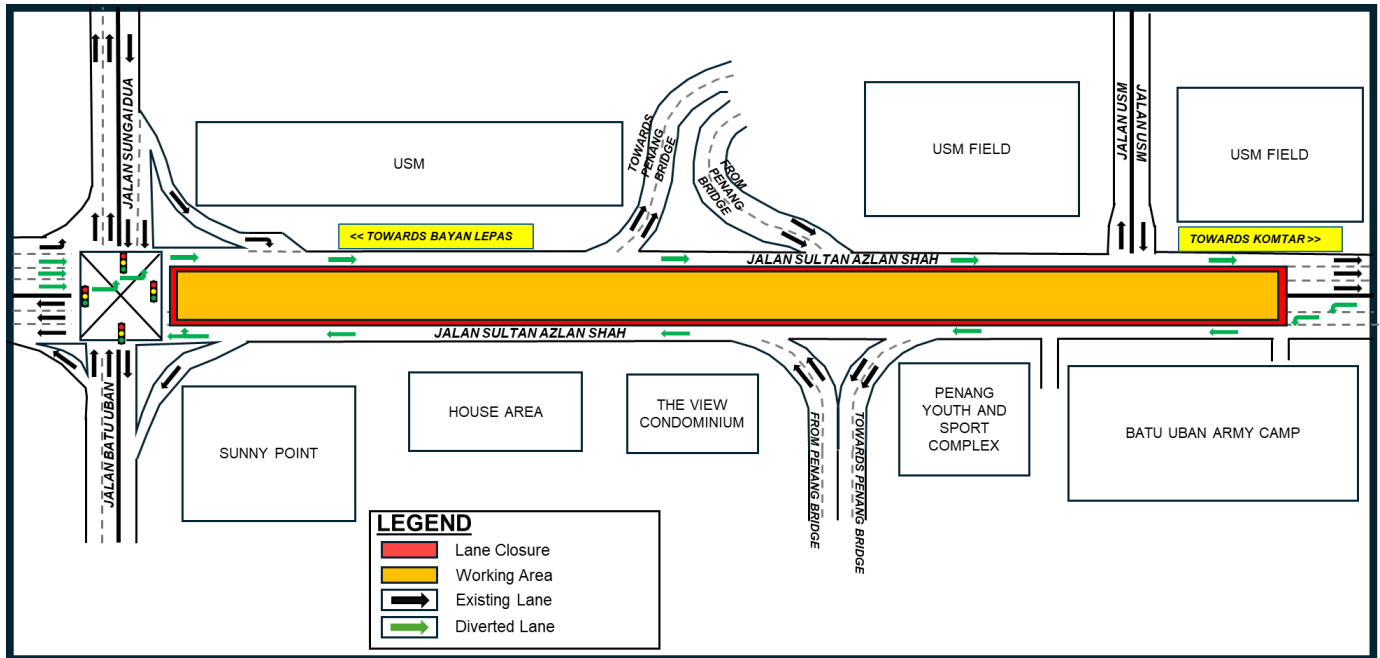 JALAN SUNGAI DUA
USM
TOWARDS
PENANG
BRIDGE
FROM
PENANG
BRIDGE
USM FIELD
JALAN USM
JALAN USM
USM FIELD
<< TOWARDS BAYAN LEPAS
TOWARDS KOMTAR>>
JALAN SULTAN AZLAN SHAH
JALAN SULTAN AZLAN SHAH
JALAN BATU UBAN
SUNNY POINT
HOUSE AREA
THE VIEW
CONDOMINIUM
FROM PENANG BRIDGE
TOWARDS PENANG BRIDGE
PENANG
YOUTH AND
SPORT
COMPLEX
BATU UBAN ARMY CAMP
LEGEND
Lane Closure
Working Area
Existing Lane
Diverted Lane